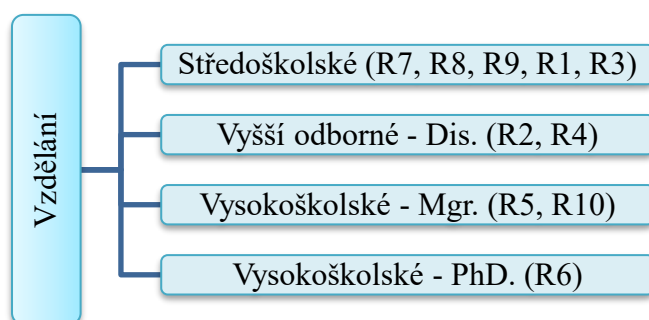 Vzdělání
Středoškolské (R7, R8, R9, R1, R3)
Vyšší odborné - Dis. (R2, R4)
Vysokoškolské - Mgr. (R5, R10)
Vysokoškolské - PhD. (R6)